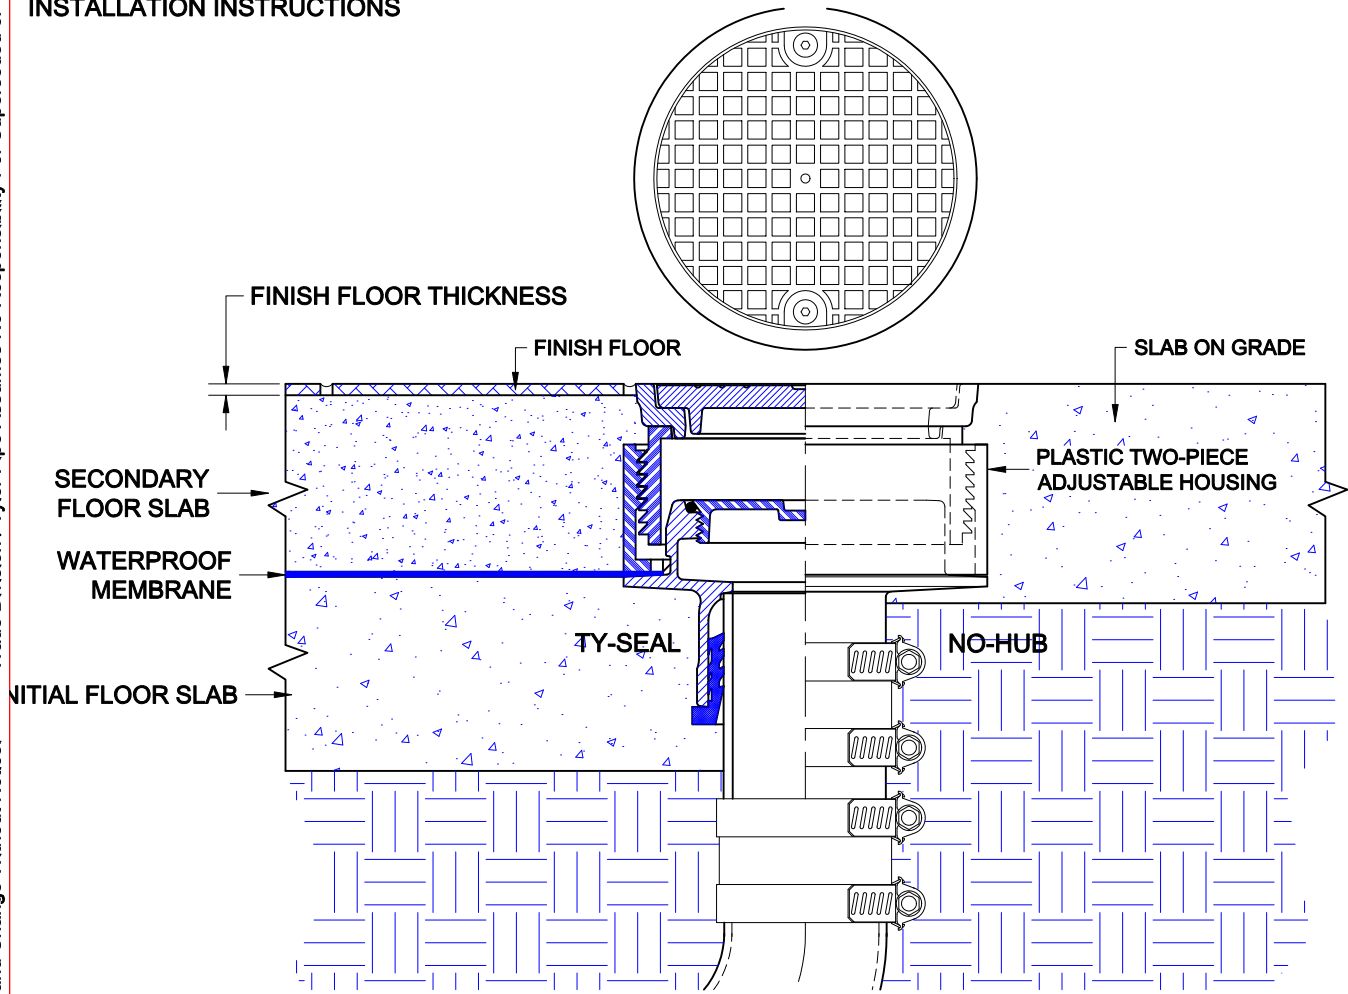 INSTALLATION INSTRUCTIONS
FINISH FLOOR THICKNESS
FINISH FLOOR
SLAB ON GRADE
SECONDARY
FLOOR SLAB
PLASTIC TWO-PIECE
ADJUSTABLE HOUSING
WATERPROOF
MEMBRANE
TY-SEAL
NO-HUB
NITIAL FLOOR SLAB